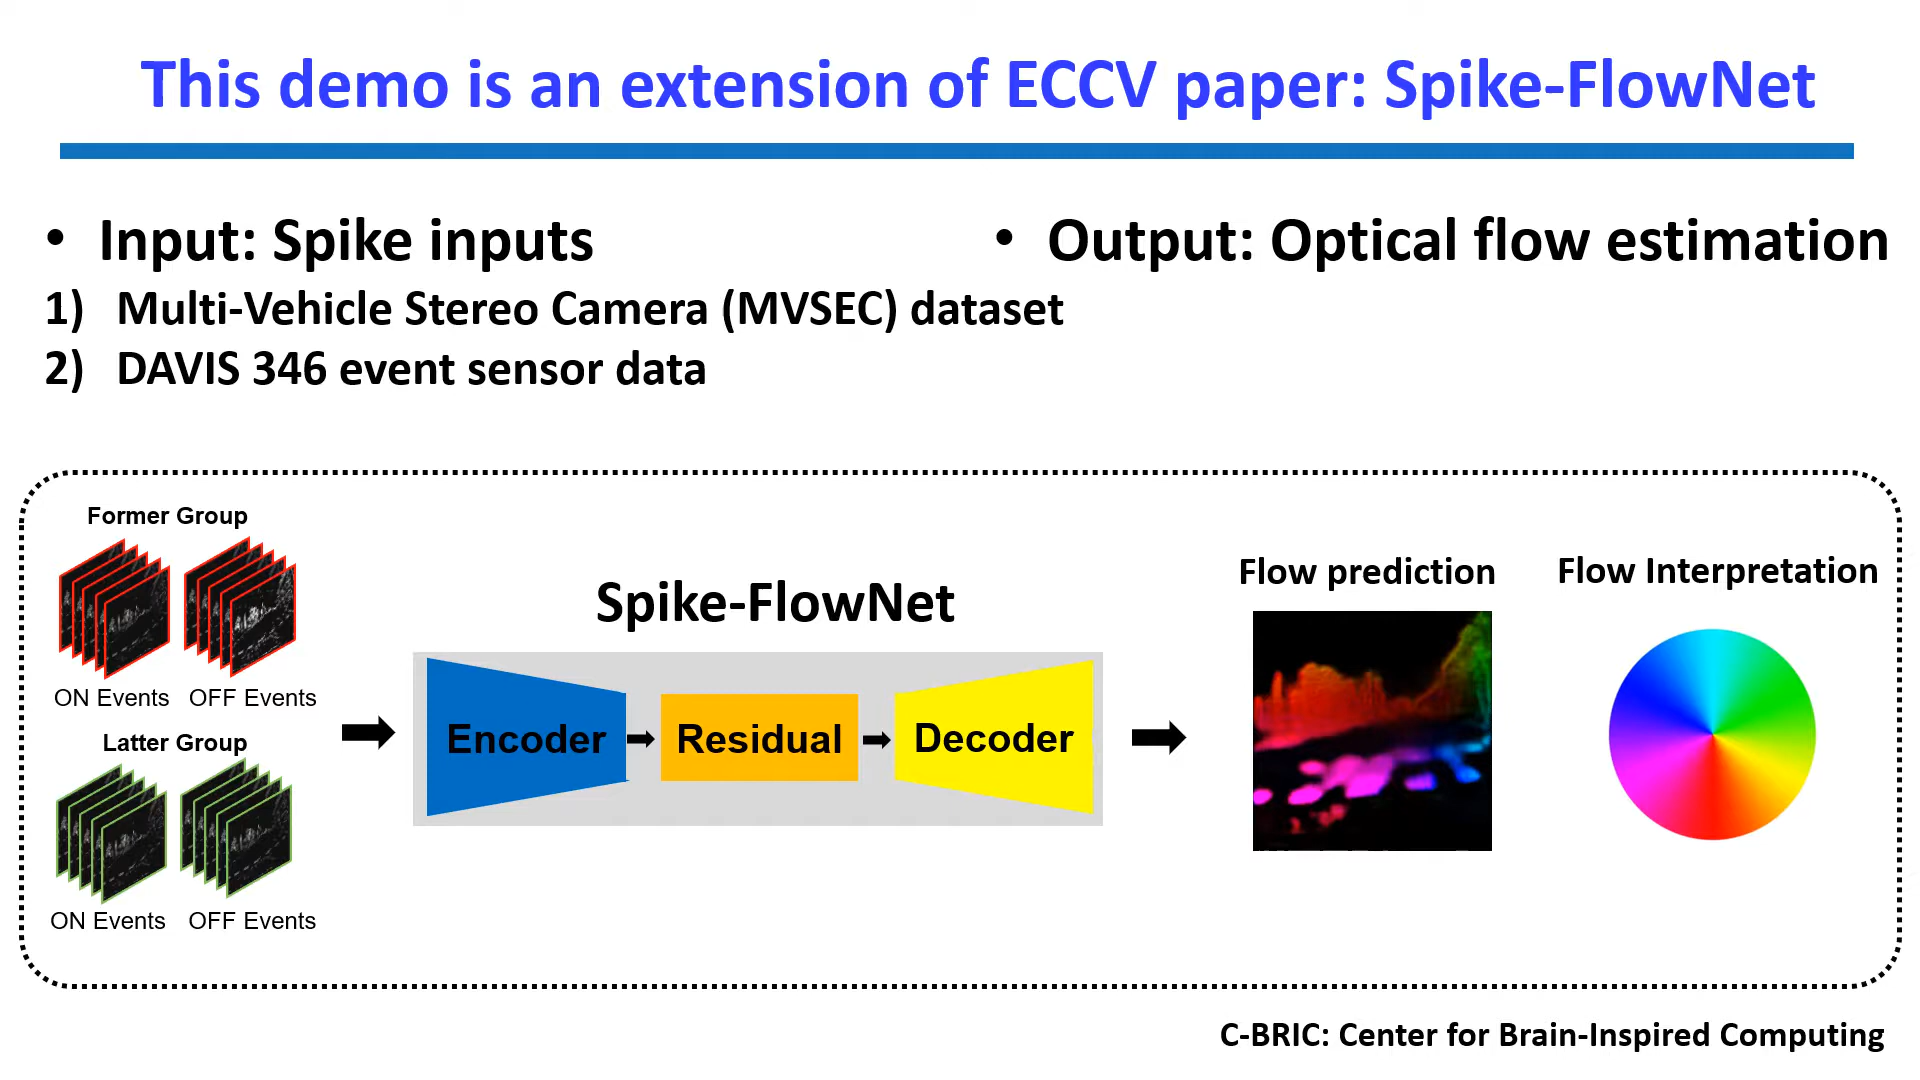 This demo is an extension of ECCV paper: Spike-FlowNet
• Input: Spike inputs
1) Multi-Vehicle Stereo Camera (MVSEC) dataset
2) DAVIS 346 event sensor data
• Output: Optical flow estimation
Former Group
ON Events OFF Events
Latter Group
ON Events OFF Events
Spike-FlowNet
Encoder Residual Decoder
Flow prediction
Flow Interpretation
C-BRIC: Center for Brain-Inspired Computing